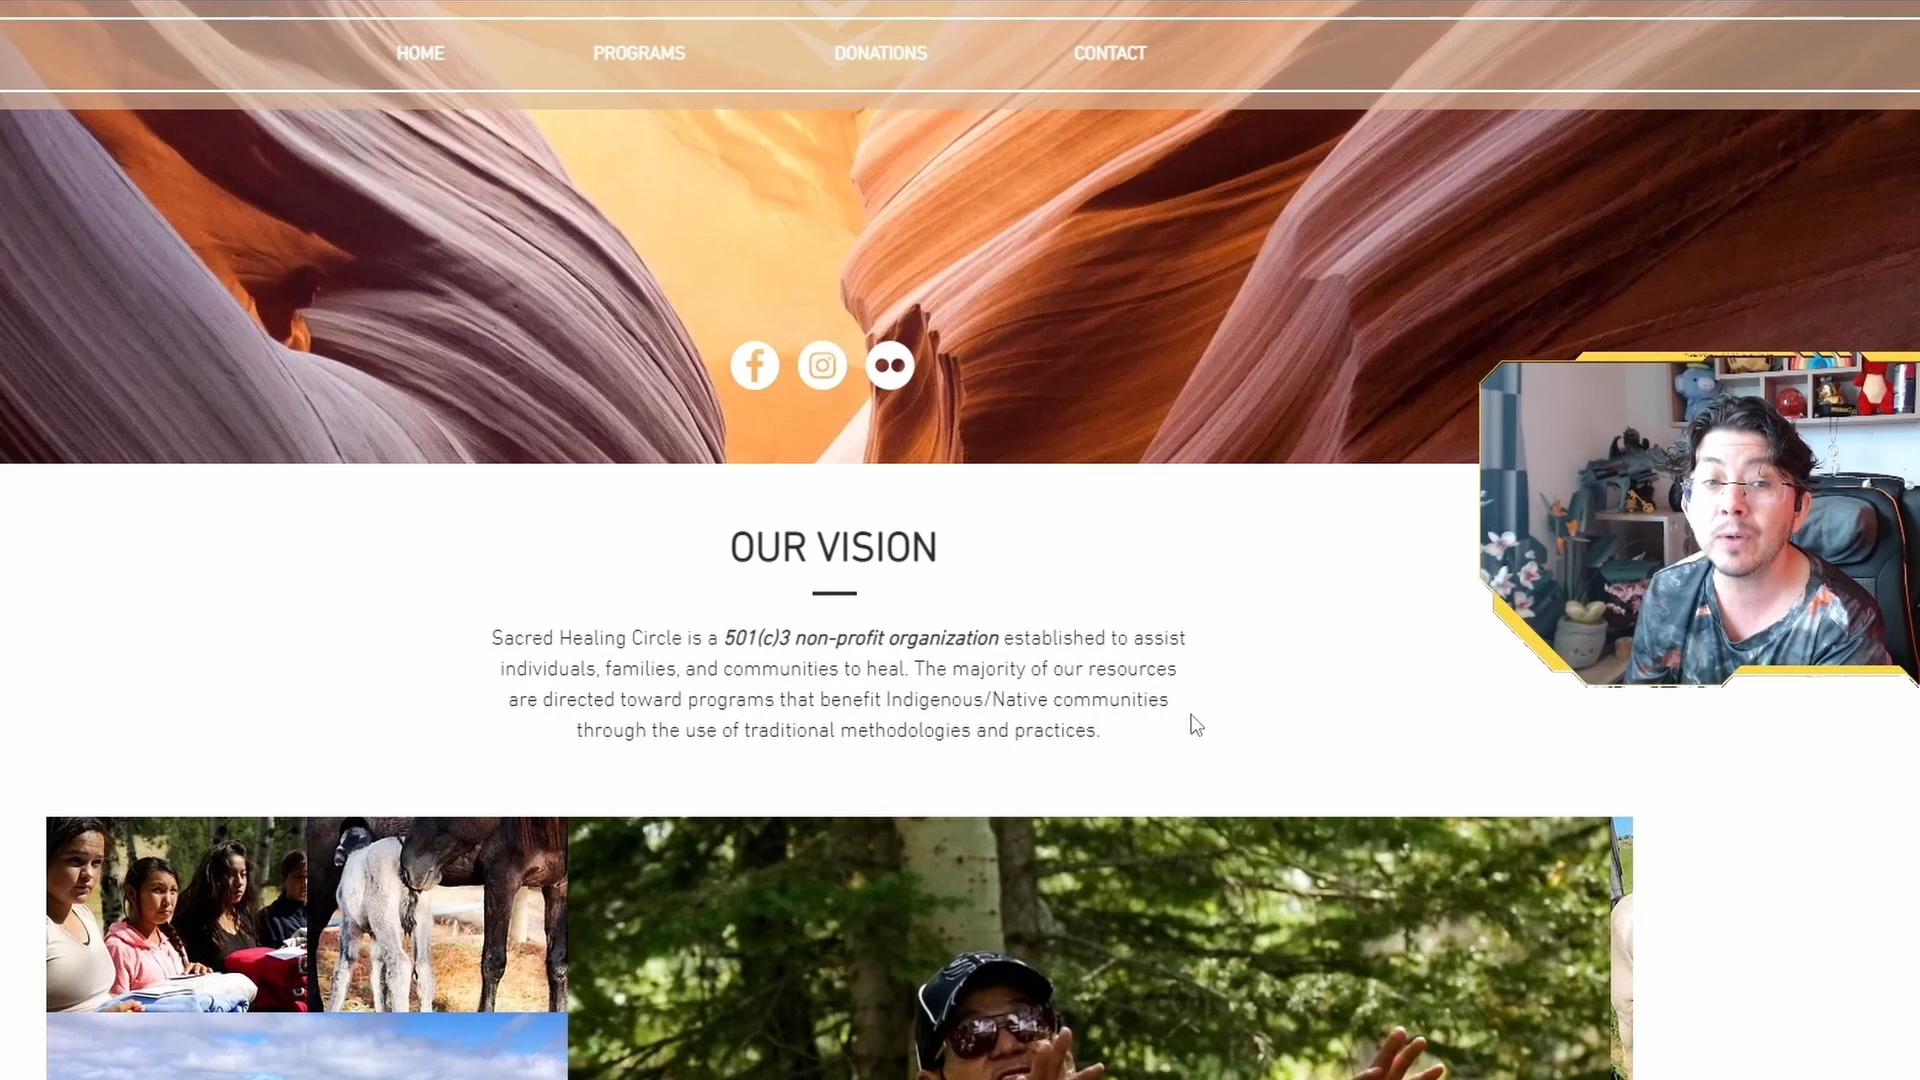 HOME PROGRAMS DONATIONS CONTACT
OUR VISION
Sacred Healing Circle is a 501(c)3 non-profit organization established to assist
individuals, families, and communities to heal. The majority of our resources
are directed toward programs that benefit Indigenous/Native communities
through the use of traditional methodologies and practices.